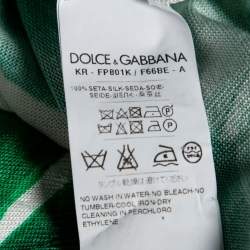 DOLCE & GABBANA
KR - FP801K / F66BE - A
100% SETA-SILK-SEDA-SOIE-
SEIDE-
NO WASH IN WATER-NO BLEACH-NO
TUMBLER-COOL IRON-DRY
CLEANING IN PERCHLORO
ETHYLENE